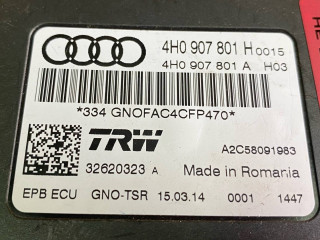 4H0 907 801 H 0015
4H0 907 801 A H03
*334 GNOFAC4CFP470*
TRW
A2C58091983
32620323 A Made in Romania
EPB ECU GNO-TSR 15.03.14 0001 1447